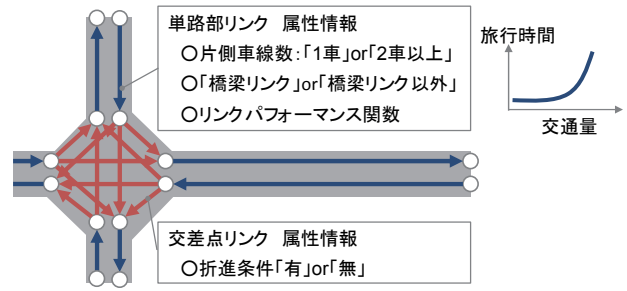 単路部リンク 属性情報
○片側車線数：「1車」or「2車以上」
○「橋梁リンク」or「橋梁リンク以外」
○リンクパフォーマンス関数
旅行時間
交通量
交差点リンク 属性情報
○折進条件「有」or「無」